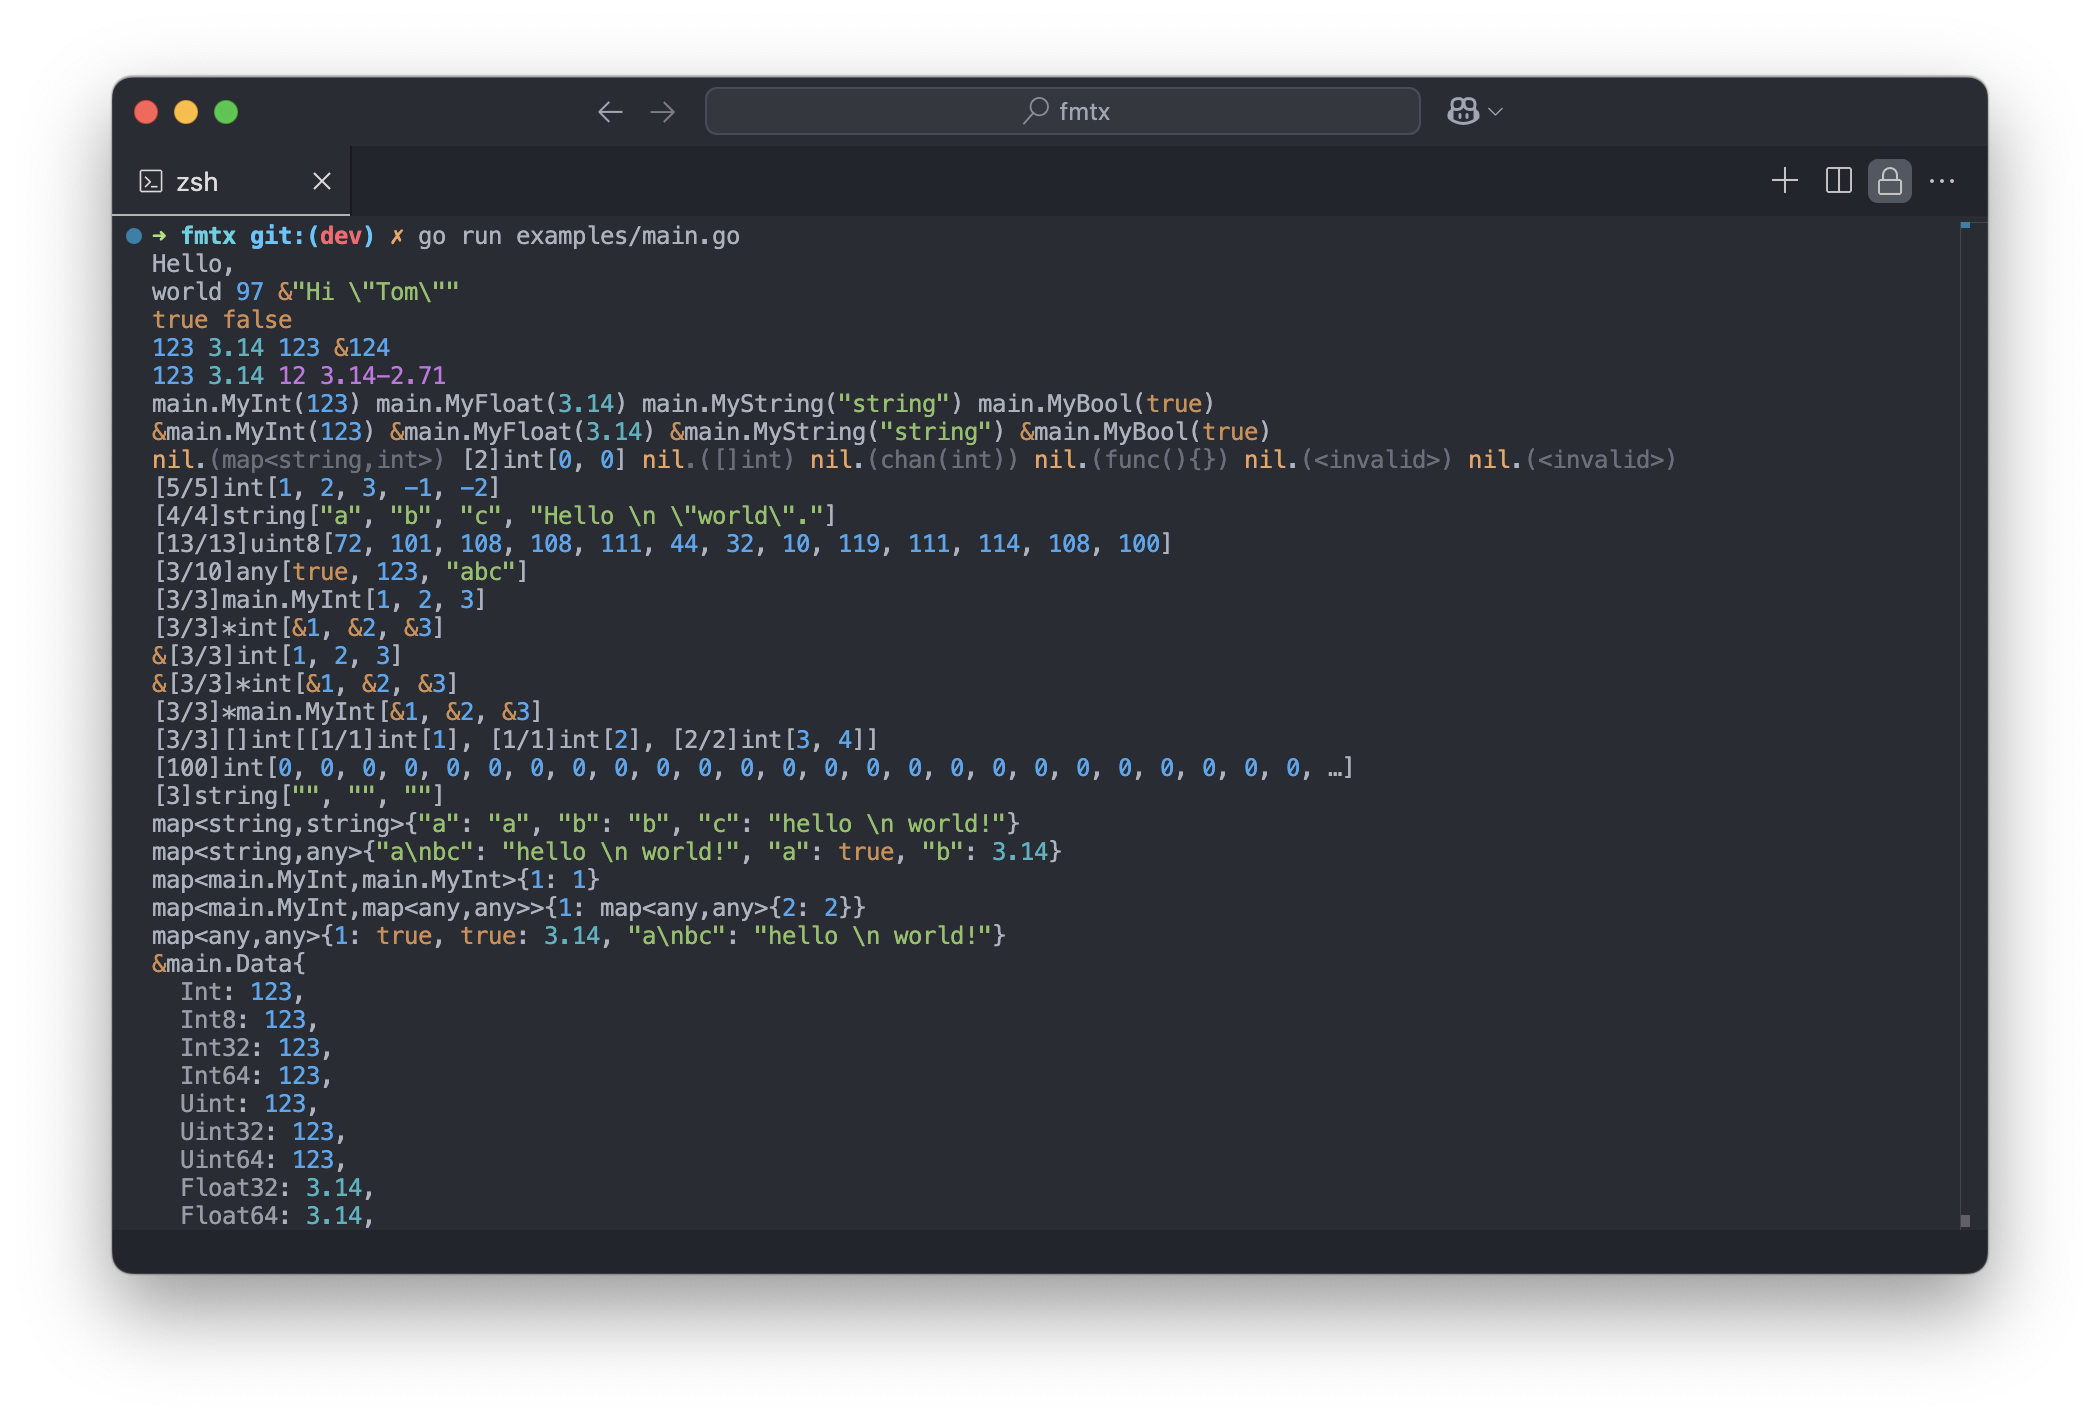 fmtx
zsh
➜ fmtx git:(dev) ✗ go run examples/main.go
Hello,
world 97 &"Hi \"Tom\""
true false
123 3.14 123 &124
123 3.14 12 3.14-2.71
main.MyInt(123) main.MyFloat(3.14) main.MyString("string") main.MyBool(true)
&main.MyInt(123) &main.MyFloat(3.14) &main.MyString("string") &main.MyBool(true)
nil.(map<string,int>) [2]int[0, 0] nil.([]int) nil.(chan(int)) nil.(func(){}) nil.(<invalid>) nil.(<invalid>)
[5/5]int[1, 2, 3, -1, -2]
[4/4]string["a", "b", "c", "Hello \n \"world\"."]
[13/13]uint8[72, 101, 108, 108, 111, 44, 32, 10, 119, 111, 114, 108, 100]
[3/10]any[true, 123, "abc"]
[3/3]main.MyInt[1, 2, 3]
[3/3]*int[&1, &2, &3]
&[3/3]int[1, 2, 3]
&[3/3]*int[&1, &2, &3]
[3/3]*main.MyInt[&1, &2, &3]
[3/3][]int[[1/1]int[1], [1/1]int[2], [2/2]int[3, 4]]
[100]int[0, 0, 0, 0, 0, 0, 0, 0, 0, 0, 0, 0, 0, 0, 0, 0, 0, 0, 0, 0, 0, 0, 0, 0, 0, …]
[3]string["", "", ""]
map<string,string>{"a": "a", "b": "b", "c": "hello \n world!"}
map<string,any>{"a\nbc": "hello \n world!", "a": true, "b": 3.14}
map<main.MyInt,main.MyInt>{1: 1}
map<main.MyInt,map<any,any>>{1: map<any,any>{2: 2}}
map<any,any>{1: true, true: 3.14, "a\nbc": "hello \n world!"}
&main.Data{
  Int: 123,
  Int8: 123,
  Int32: 123,
  Int64: 123,
  Uint: 123,
  Uint32: 123,
  Uint64: 123,
  Float32: 3.14,
  Float64: 3.14,